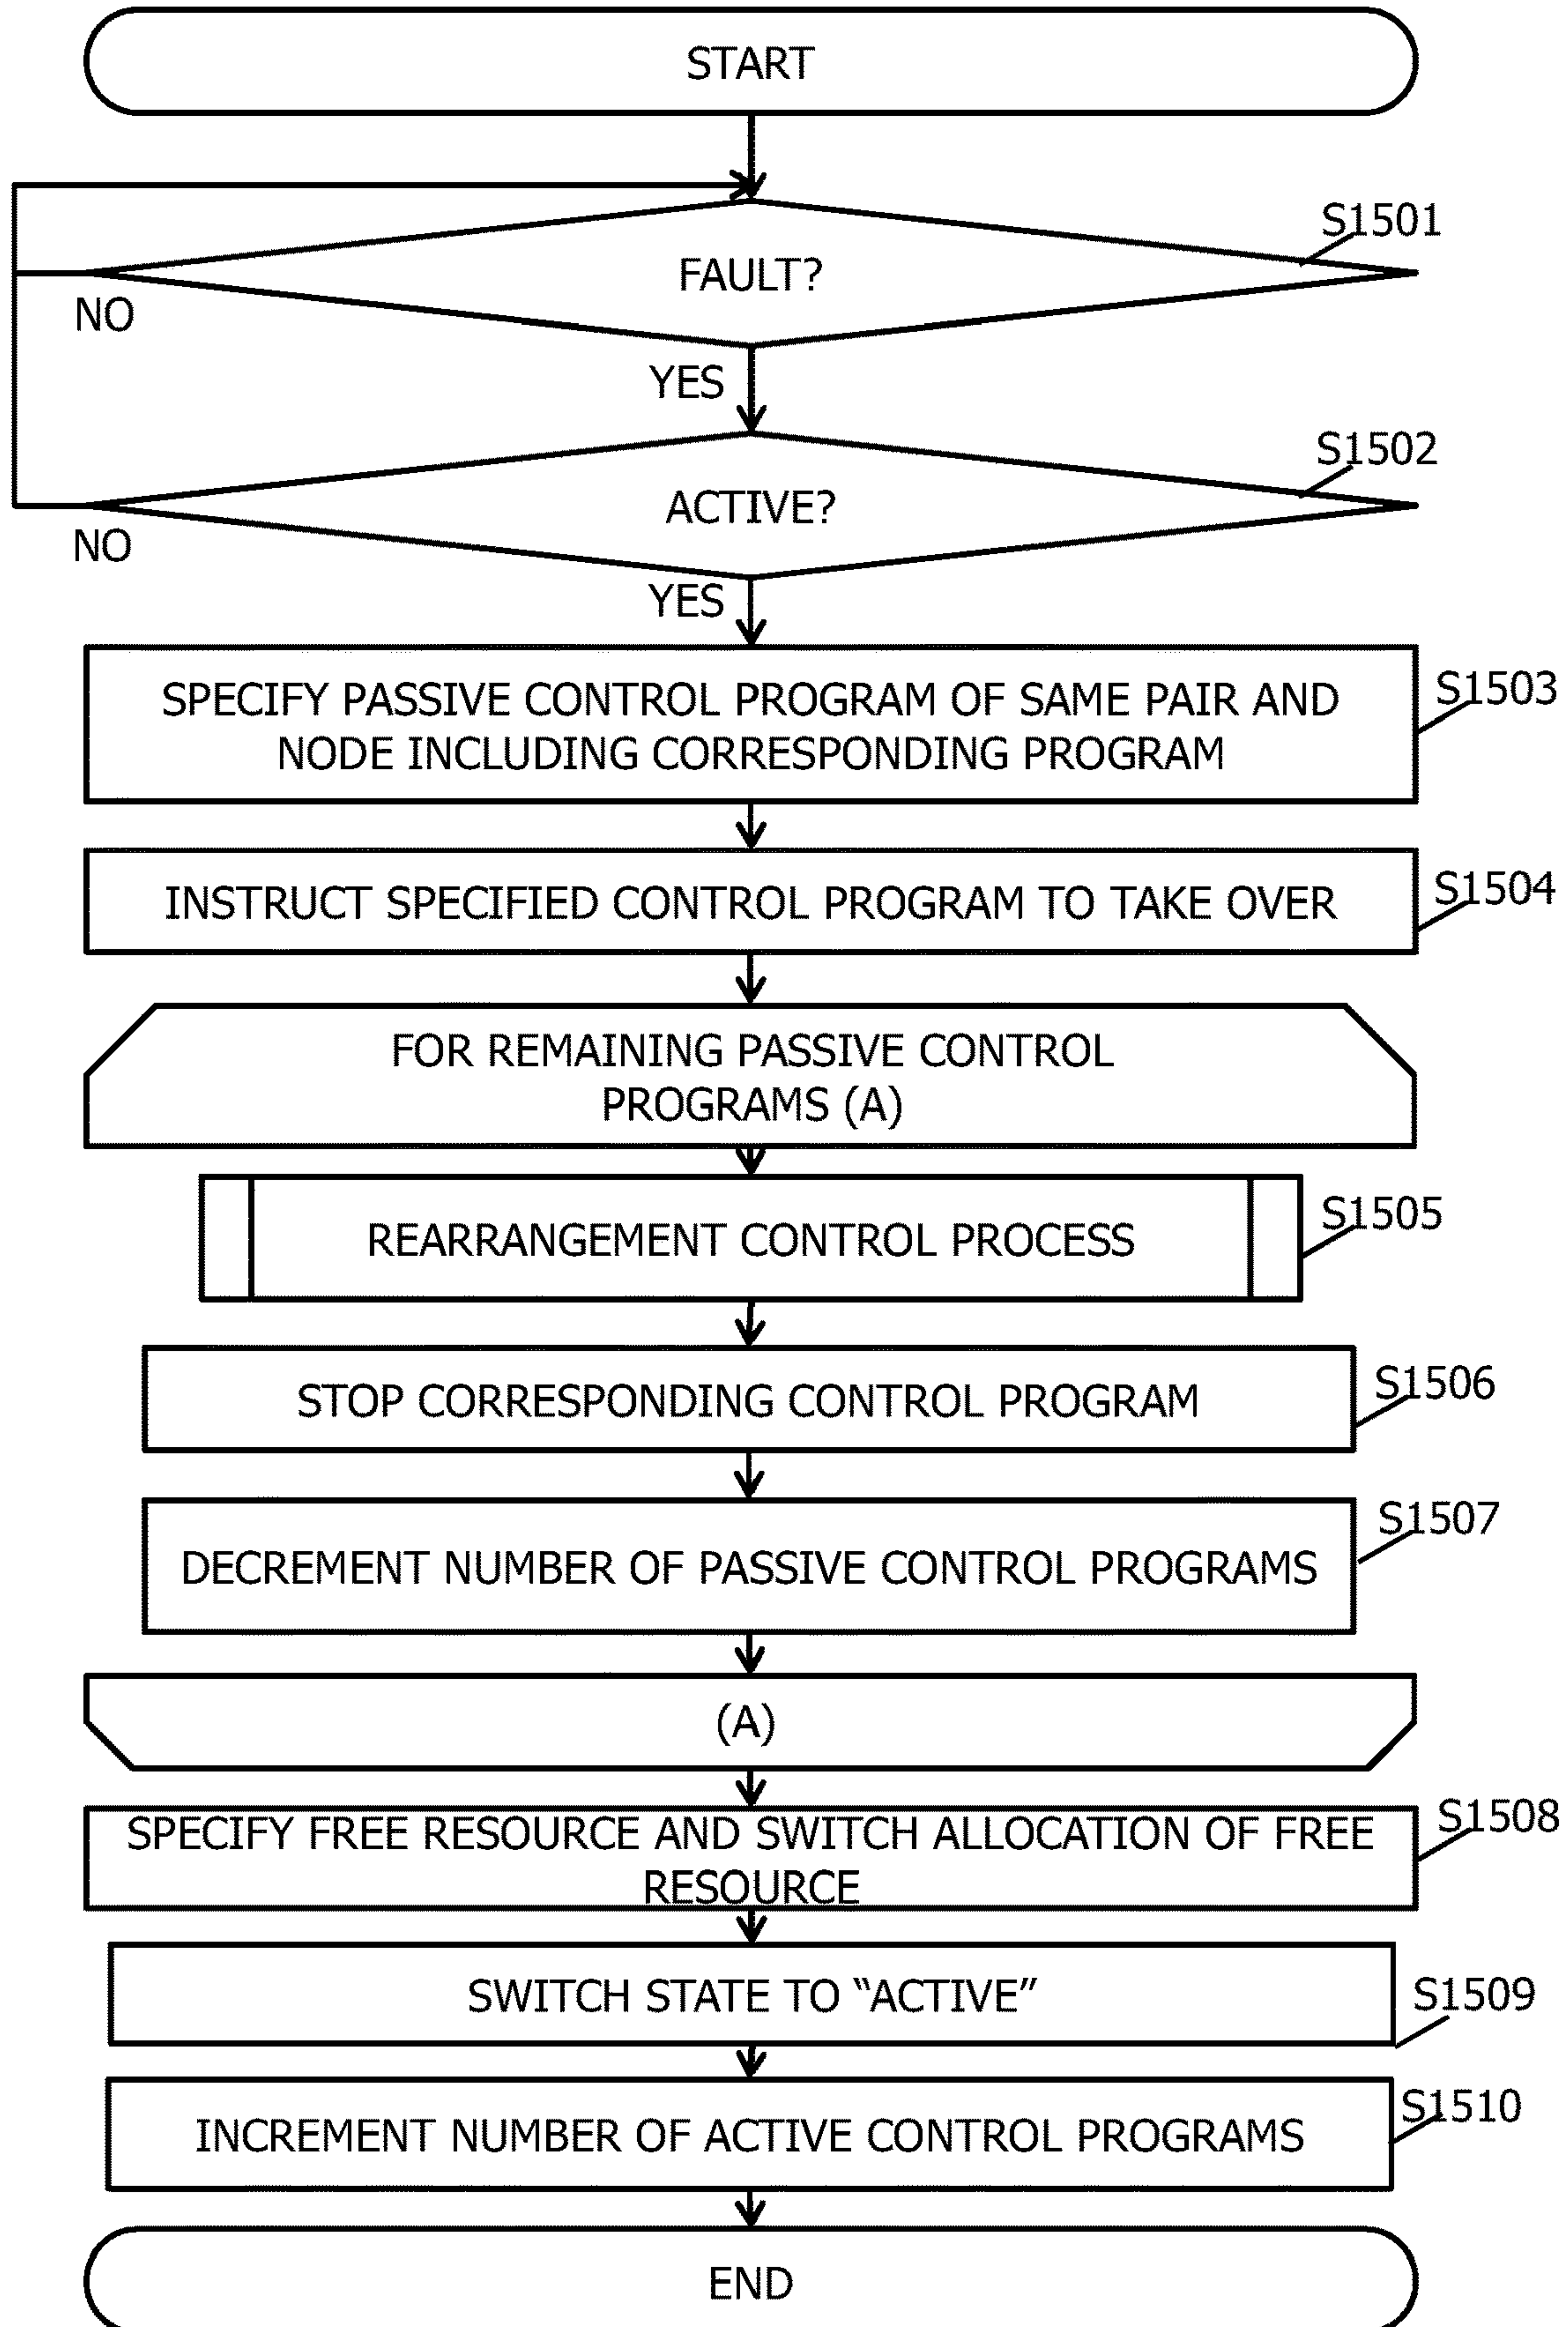 START
S1501
FAULT?
NO
YES
S1502
ACTIVE?
NO
YES
SPECIFY PASSIVE CONTROL PROGRAM OF SAME PAIR AND
NODE INCLUDING CORRESPONDING PROGRAM
S1503
INSTRUCT SPECIFIED CONTROL PROGRAM TO TAKE OVER
S1504
FOR REMAINING PASSIVE CONTROL
PROGRAMS (A)
REARRANGEMENT CONTROL PROCESS
S1505
STOP CORRESPONDING CONTROL PROGRAM
S1506
DECREMENT NUMBER OF PASSIVE CONTROL PROGRAMS
S1507
(A)
SPECIFY FREE RESOURCE AND SWITCH ALLOCATION OF FREE
RESOURCE
S1508
SWITCH STATE TO “ACTIVE”
S1509
INCREMENT NUMBER OF ACTIVE CONTROL PROGRAMS
S1510
END